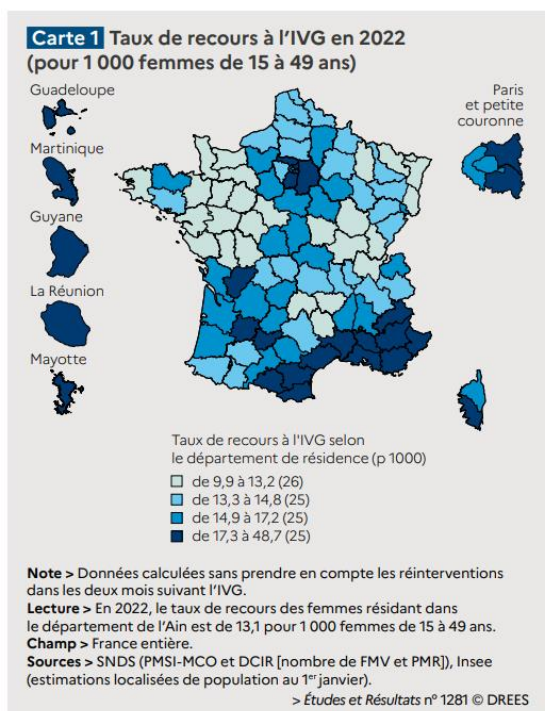 Carte 1 Taux de recours à l'IVG en 2022
(pour 1 000 femmes de 15 à 49 ans)
Guadeloupe
Martinique
Guyane
La Réunion
Mayotte
Paris
et petite
couronne
Taux de recours à l'IVG selon
le département de résidence (p 1000)
de 9,9 à 13,2 (26)
de 13,3 à 14,8 (25)
de 14,9 à 17,2 (25)
de 17,3 à 48,7 (25)
Note > Données calculées sans prendre en compte les réinterventions
dans les deux mois suivant l'IVG.
Lecture > En 2022, le taux de recours des femmes résidant dans
le département de l'Ain est de 13,1 pour 1 000 femmes de 15 à 49 ans.
Champ > France entière.
Sources > SNDS (PMSI-MCO et DCIR [nombre de FMV et PMR]), Insee
(estimations localisées de population au 1er janvier).
> Études et Résultats n° 1281 © DREES